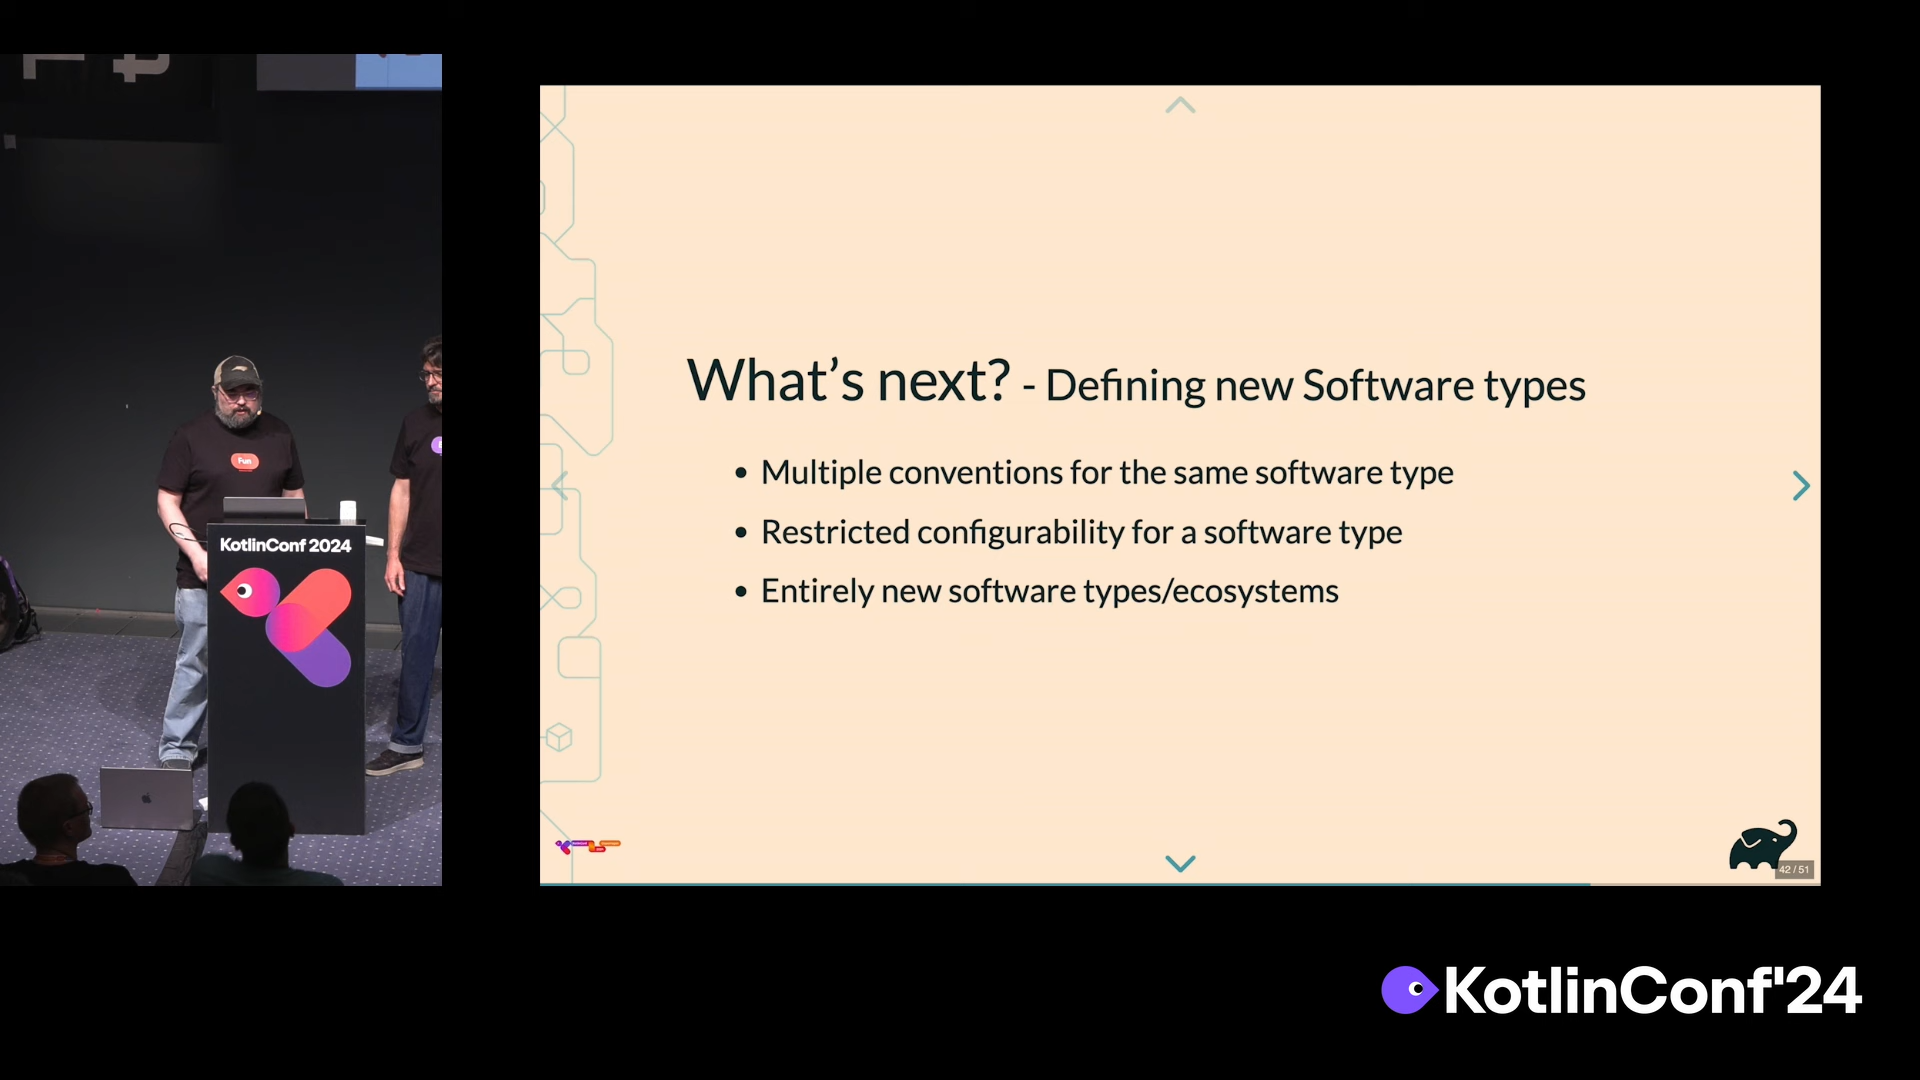 Fun
KotlinConf 2024
What’s next? - Defining new Software types
• Multiple conventions for the same software type
• Restricted configurability for a software type
• Entirely new software types/ecosystems
42 / 51
KotlinConf'24